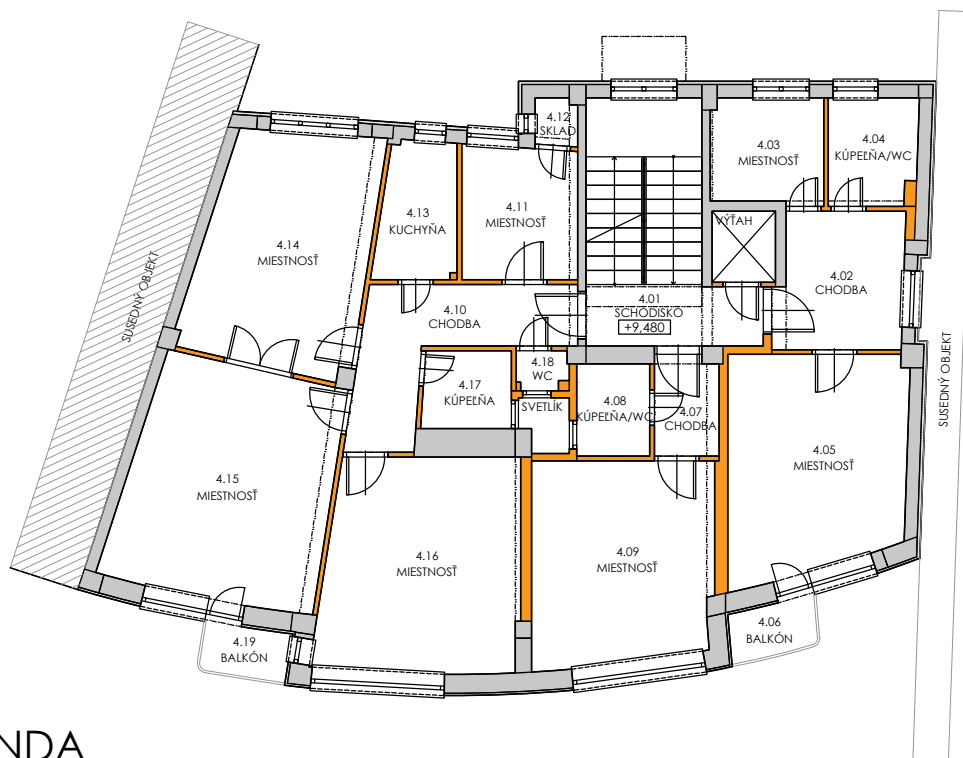 4.12
SKLAD
4.03
MIESTNOSŤ
4.04
KÚPEĽŇA/WC
4.11
MIESTNOSŤ
4.13
KUCHYŇA
4.14
MIESTNOSŤ
VÝŤAH
4.02
CHODBA
SUSEDNÝ OBJEKT
4.10
CHODBA
4.01
SCHODISKO
+9,480
SUSEDNÝ OBJEKT
4.18
WC
4.17
KÚPEĽŇA
SVETLÍK
4.08
KÚPEĽŇA/WC
4.07
CHODBA
4.05
MIESTNOSŤ
4.15
MIESTNOSŤ
4.16
MIESTNOSŤ
4.09
MIESTNOSŤ
4.19
BALKÓN
4.06
BALKÓN
NDA